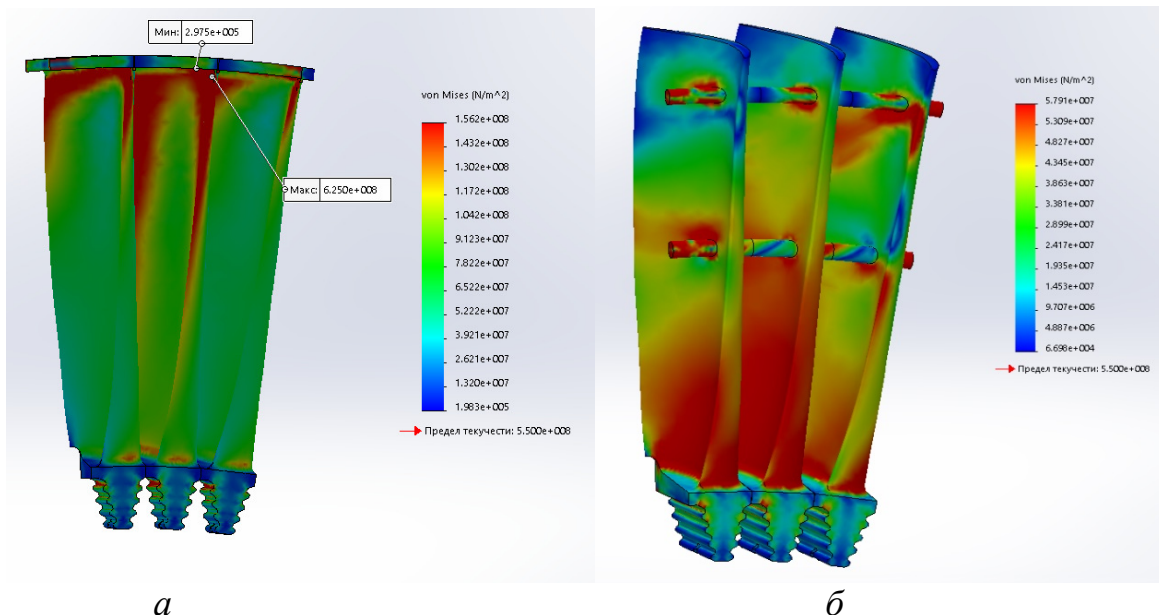 Мин: 2.975e+005
Макс: 6.250e+008
von Mises (N/m^2)
1.562e+008
1.432e+008
1.302e+008
1.172e+008
1.042e+008
9.123e+007
7.822e+007
6.522e+007
5.222e+007
3.921e+007
2.621e+007
1.320e+007
1.983e+005
Предел текучести: 5.500e+008
von Mises (N/m^2)
5.791e+007
5.309e+007
4.827e+007
4.345e+007
3.863e+007
3.381e+007
2.899e+007
2.417e+007
1.935e+007
1.453e+007
9.707e+006
4.887e+006
6.698e+004
Предел текучести: 5.500e+008
а
б